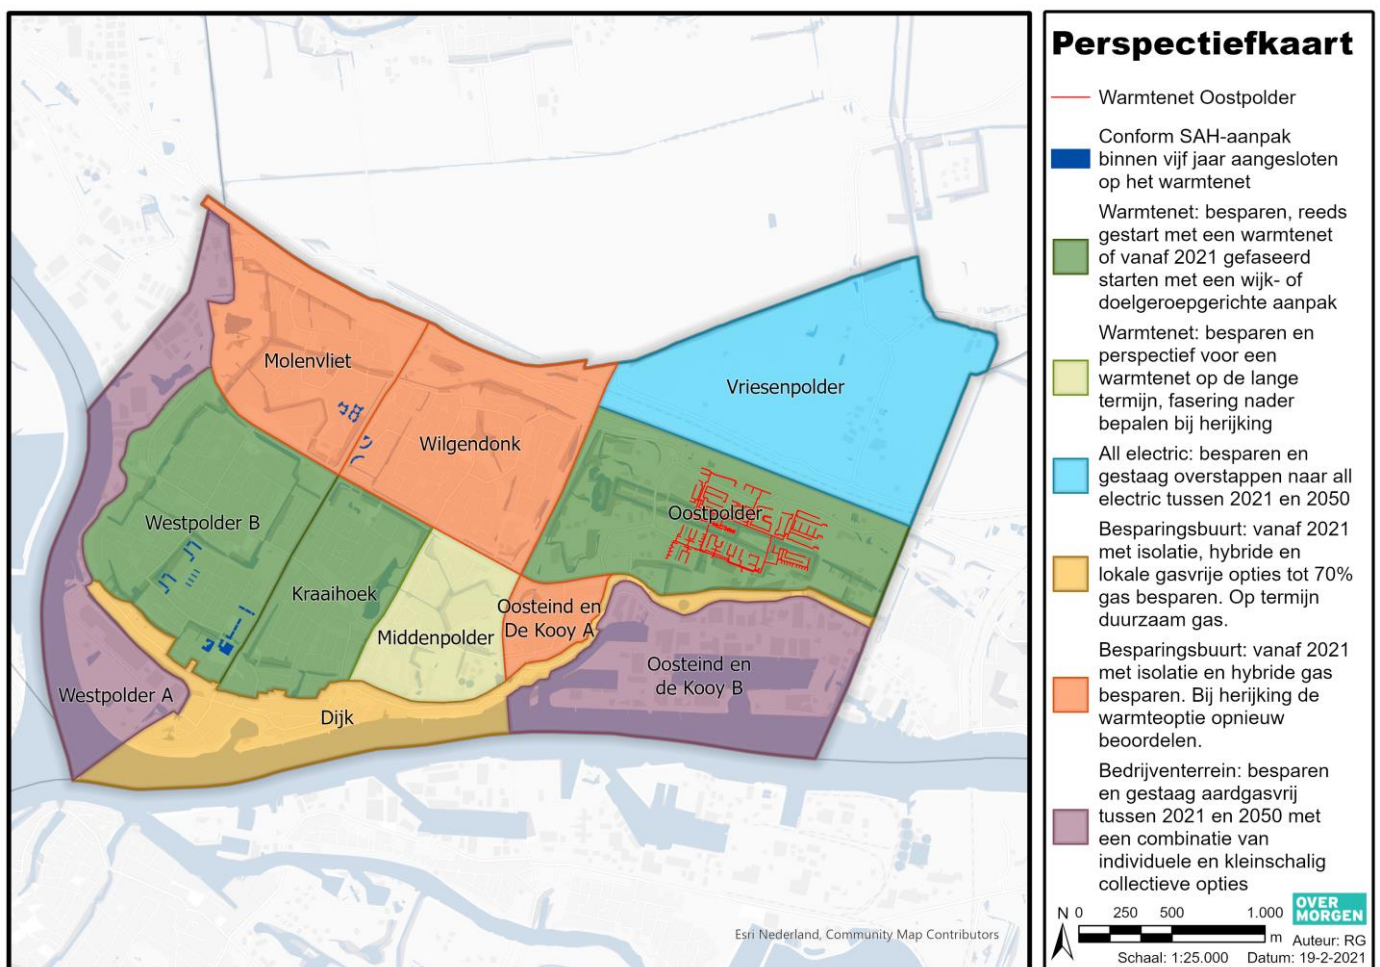 Molenvliet
Wilgendonk
Vriesenpolder
Westpolder B
Oostpolder
Kraaihoek
Middenpolder
Oosteind en
De Kooy A
Oosteind en
de Kooy B
Westpolder A
Dijk
Esri Nederland, Community Map Contributors
Perspectiefkaart
Warmtenet Oostpolder
Conform SAH-aanpak
binnen vijf jaar aangesloten
op het warmtenet
Warmtenet: besparen, reeds
gestart met een warmtenet
of vanaf 2021 gefaseerd
starten met een wijk- of
doelgroepgerichte aanpak
Warmtenet: besparen en
perspectief voor een
warmtenet op de lange
termijn, fasering nader
bepalen bij herijking
All electric: besparen en
gestaag overstappen naar all
electric tussen 2021 en 2050
Besparingsbuurt: vanaf 2021
met isolatie, hybride en
lokale gasvrije opties tot 70%
gas besparen. Op termijn
duurzaam gas.
Besparingsbuurt: vanaf 2021
met isolatie en hybride gas
besparen. Bij herijking de
warmteoptie opnieuw
beoordelen.
Bedrijventerrein: besparen
en gestaag aardgasvrij
tussen 2021 en 2050 met
een combinatie van
individuele en kleinschalig
collectieve opties
OVER
MORGEN
N 0 250 500 1.000
m
Auteur: RG
Schaal: 1:25.000 Datum: 19-2-2021